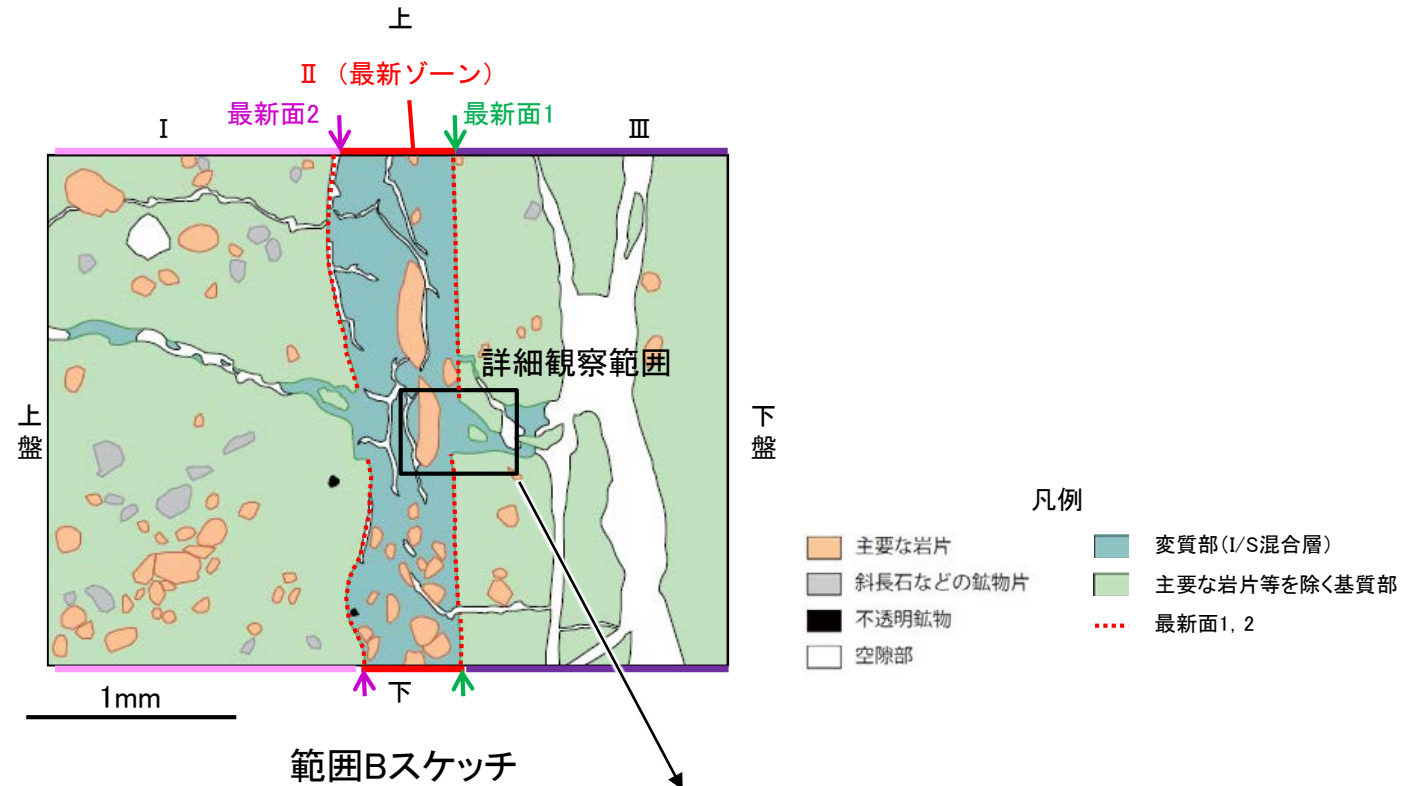 上
Ⅱ（最新ゾーン）
最新面2
最新面1
Ⅰ
Ⅲ
詳細観察範囲
上盤
下盤
下
1mm
範囲Bスケッチ
凡例
主要な岩片
斜長石などの鉱物片
不透明鉱物
空隙部
変質部(I/S混合層)
主要な岩片等を除く基質部
最新面1, 2